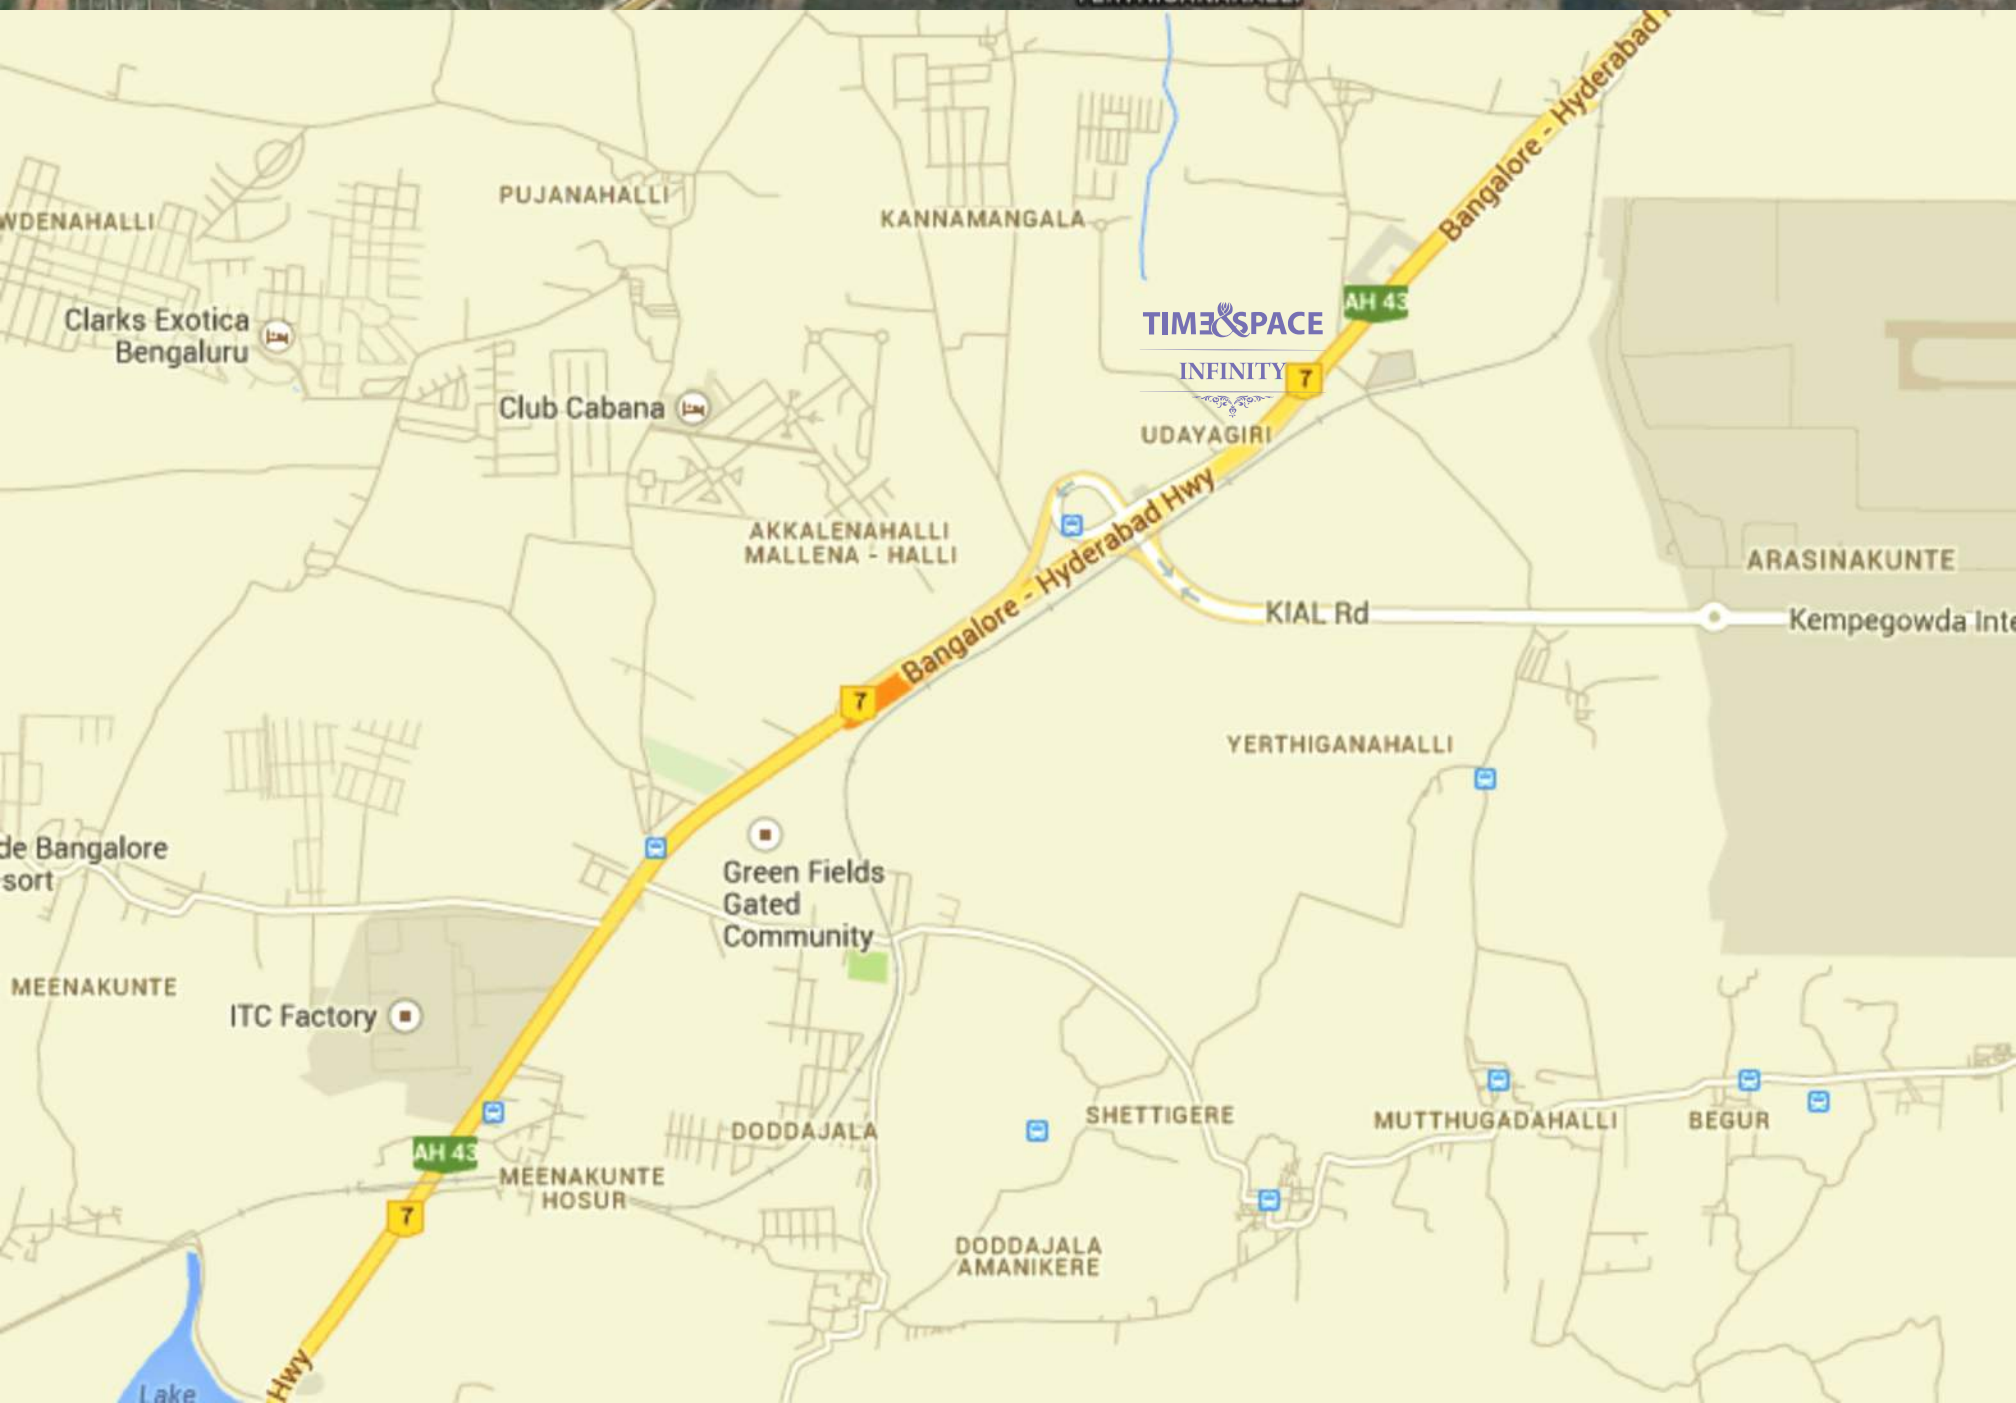 Bangalore - Hyderabad
PUJANAHALLI
WDENAHALLI
KANNAMANGALA
Clarks Exotica
Bengaluru
AH 43
TIME&SPACE
INFINITY
7
Club Cabana
UDAYAGIRI
AKKALENAHALLI
MALLENA - HALLI
Bangalore - Hyderabad Hwy
ARASINAKUNTE
KIAL Rd
Kempegowda Inte
7
YERTHIGANAHALLI
de Bangalore
sort
Green Fields
Gated
Community
MEENAKUNTE
ITC Factory
SHETTIGERE
MUTTHUGADAHALLI
BEGUR
DODDAJALA
AH 43
MEENAKUNTE
HOSUR
7
DODDAJALA
AMANIKERE
Hwy
Lake